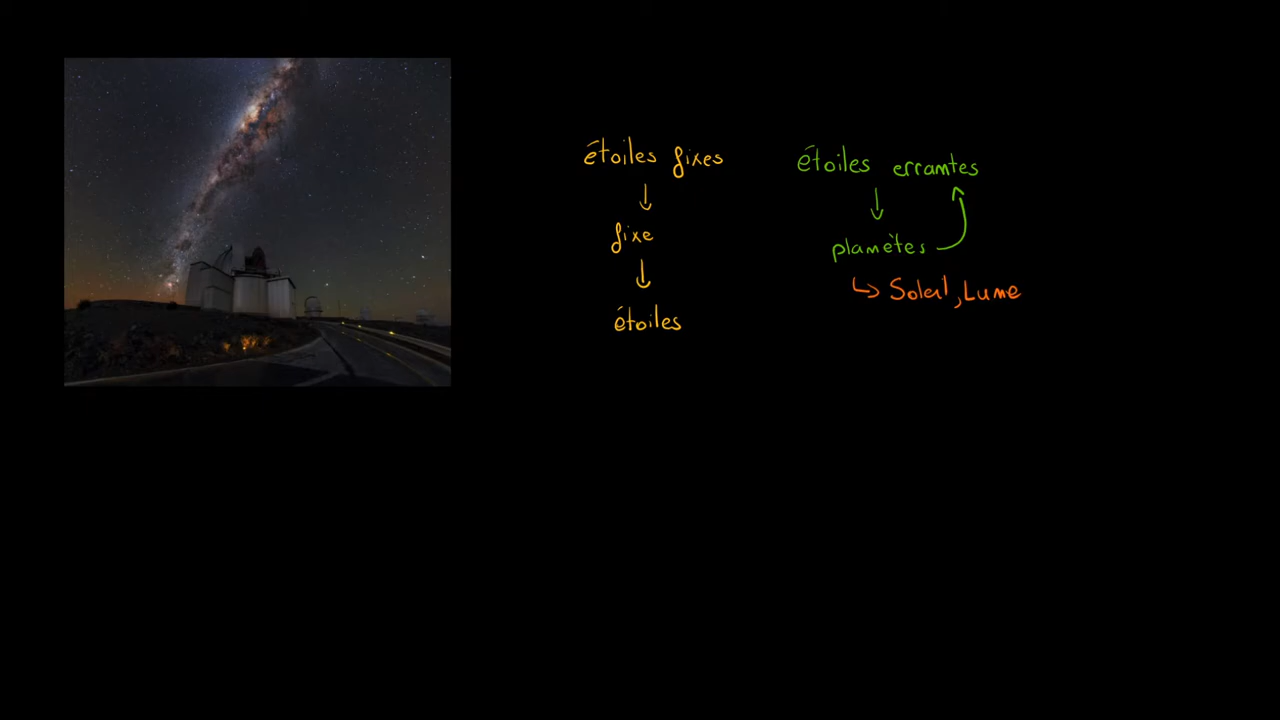 étoiles fixes
fixe
étoiles
étoiles errantes
planètes
Soleil, Lune